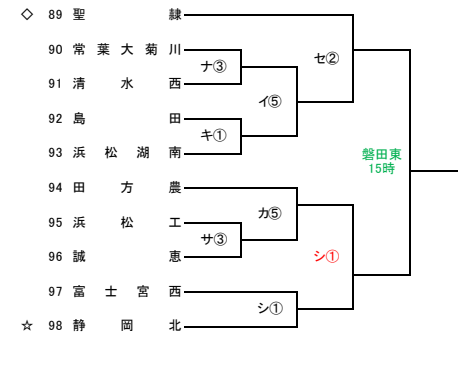 ◇ 89 聖 隷
90 常 葉 大 菊 川
ナ③
91 清 水 西
セ②
イ⑤
92 島 田
キ①
93 浜 松 湖 南
磐田東
15時
94 田 方 農
カ⑤
95 浜 松 工
サ③
96 誠 恵
シ①
97 富 士 宮 西
シ①
☆ 98 静 岡 北